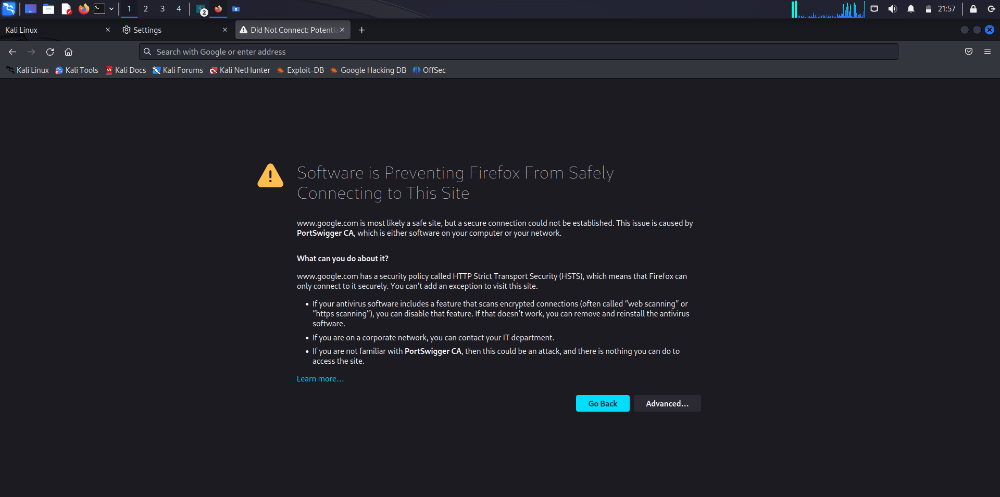 1 2 3 4 2 21:57
Kali Linux Settings Did Not Connect: Potentia
Search with Google or enter address
Kali Linux Kali Tools Kali Docs Kali Forums Kali NetHunter Exploit-DB Google Hacking DB OffSec
Software is Preventing Firefox From Safely
Connecting to This Site
www.google.com is most likely a safe site, but a secure connection could not be established. This issue is caused by
PortSwigger CA, which is either software on your computer or your network.
What can you do about it?
www.google.com has a security policy called HTTP Strict Transport Security (HSTS), which means that Firefox can
only connect to it securely. You can’t add an exception to visit this site.
• If your antivirus software includes a feature that scans encrypted connections (often called “web scanning” or
“https scanning”), you can disable that feature. If that doesn’t work, you can remove and reinstall the antivirus
software.
• If you are on a corporate network, you can contact your IT department.
• If you are not familiar with PortSwigger CA, then this could be an attack, and there is nothing you can do to
access the site.
Learn more…
Go Back Advanced…